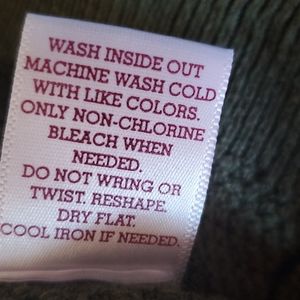 WASH INSIDE OUT
MACHINE WASH COLD
WITH LIKE COLORS.
ONLY NON-CHLORINE
BLEACH WHEN
NEEDED.
DO NOT WRING OR
TWIST. RESHAPE.
DRY FLAT.
COOL IRON IF NEEDED.